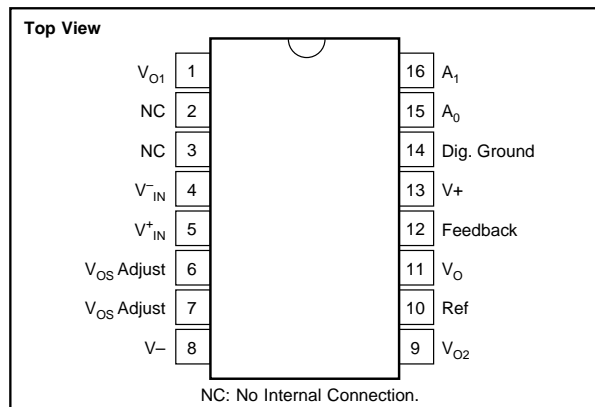 Top View
V_O1 1 16 A_1
NC 2 15 A_0
NC 3 14 Dig. Ground
V^–_IN 4 13 V+
V^+_IN 5 12 Feedback
V_OS Adjust 6 11 V_O
V_OS Adjust 7 10 Ref
V– 8 9 V_O2
NC: No Internal Connection.